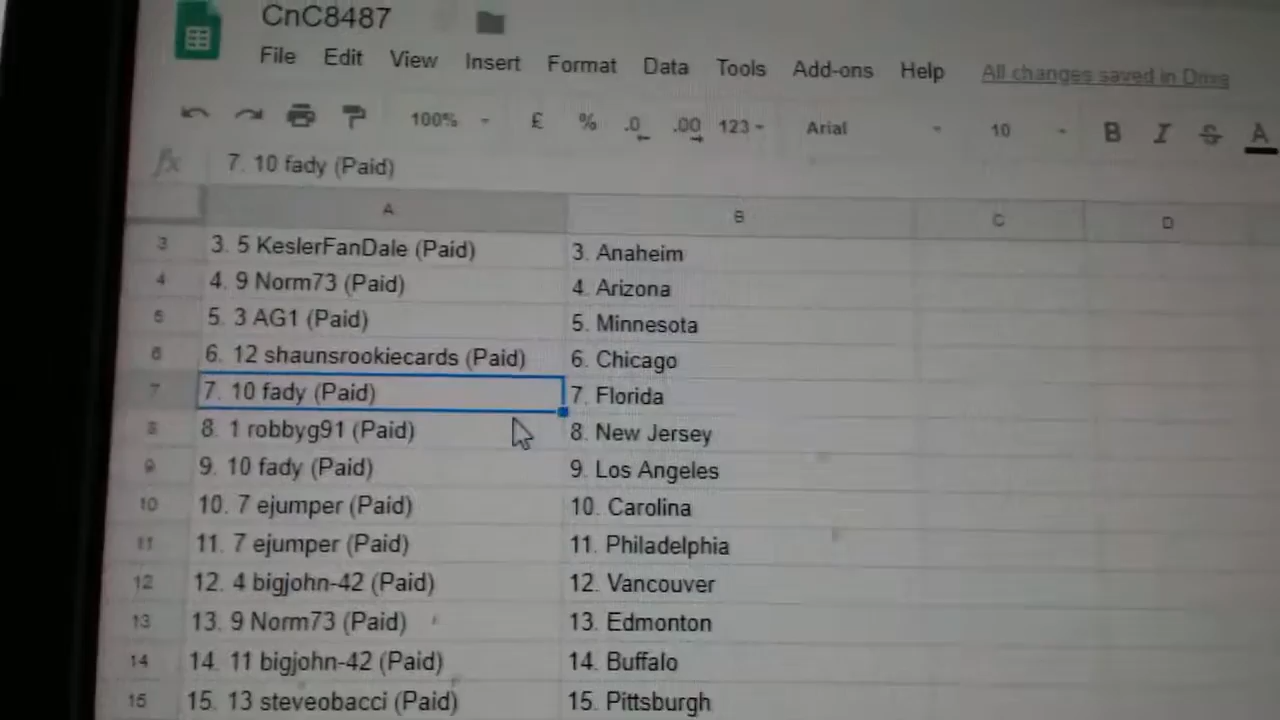 CnC8487
File Edit View Insert Format Data Tools Add-ons Help All changes saved in Drive
100% £ % .0 .00 123 Arial 10 B I S A
fx 7. 10 fady (Paid)
A B C D
3 3. 5 KeslerFanDale (Paid) 3. Anaheim
4 4. 9 Norm73 (Paid) 4. Arizona
5 5. 3 AG1 (Paid) 5. Minnesota
6 6. 12 shaunsrookiecards (Paid) 6. Chicago
7 7. 10 fady (Paid) 7. Florida
8 8. 1 robbyg91 (Paid) 8. New Jersey
9 9. 10 fady (Paid) 9. Los Angeles
10 10. 7 ejumper (Paid) 10. Carolina
11 11. 7 ejumper (Paid) 11. Philadelphia
12 12. 4 bigjohn-42 (Paid) 12. Vancouver
13 13. 9 Norm73 (Paid) 13. Edmonton
14 14. 11 bigjohn-42 (Paid) 14. Buffalo
15 15. 13 steveobacci (Paid) 15. Pittsburgh